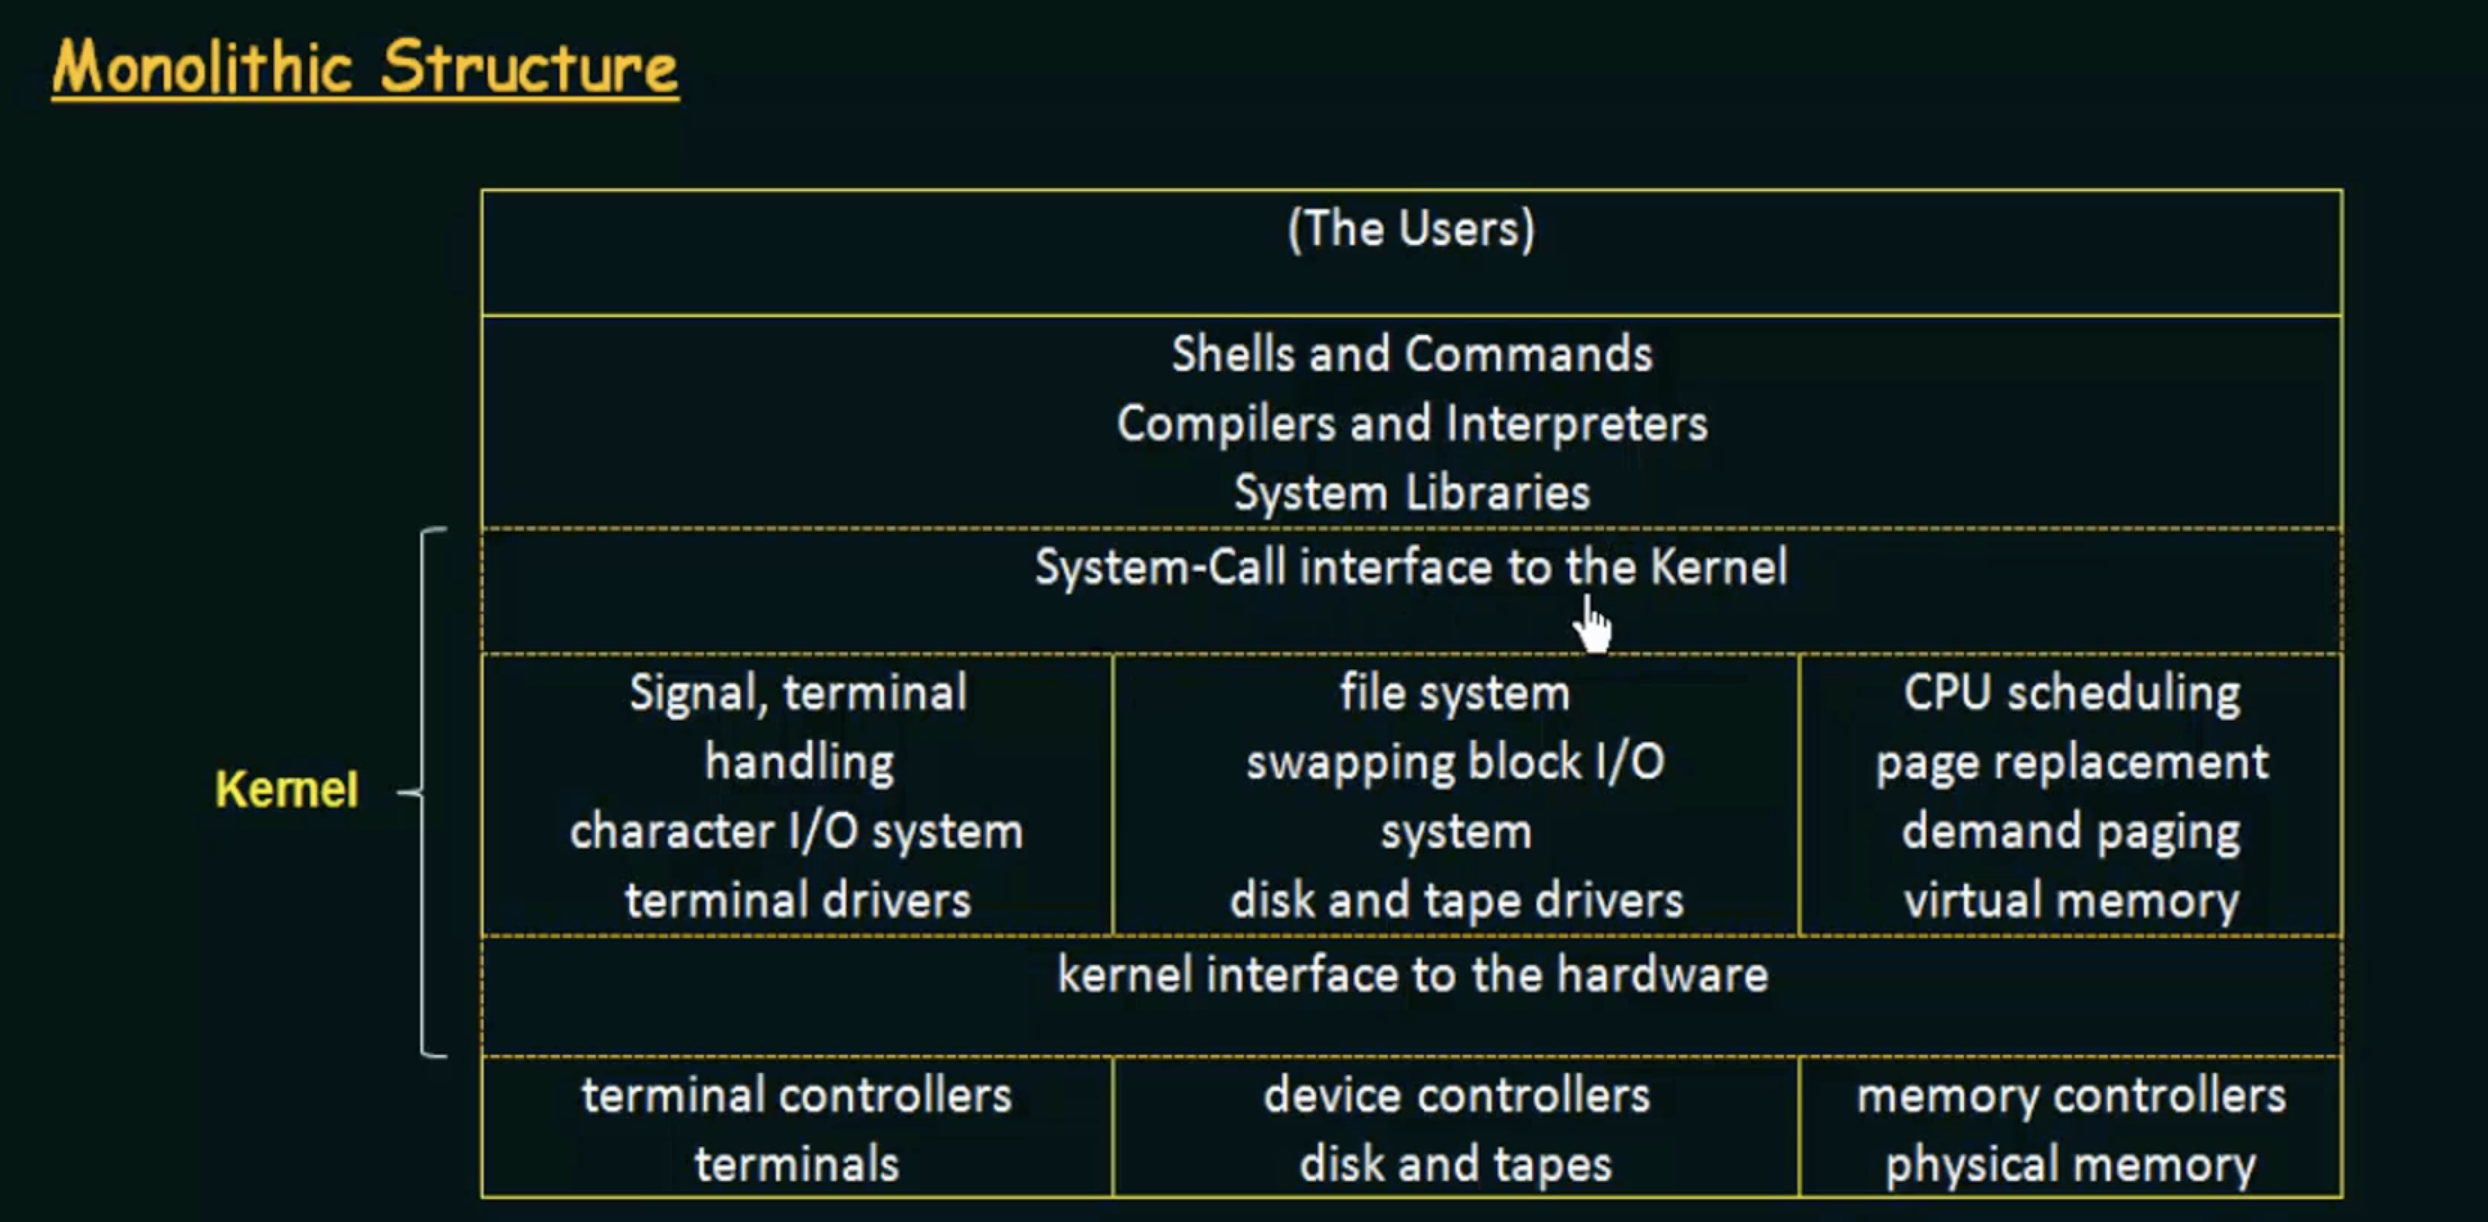 Monolithic Structure
(The Users)
Shells and Commands
Compilers and Interpreters
System Libraries
System-Call interface to the Kernel
Kernel
Signal, terminal
handling
character I/O system
terminal drivers
file system
swapping block I/O
system
disk and tape drivers
CPU scheduling
page replacement
demand paging
virtual memory
kernel interface to the hardware
terminal controllers
terminals
device controllers
disk and tapes
memory controllers
physical memory